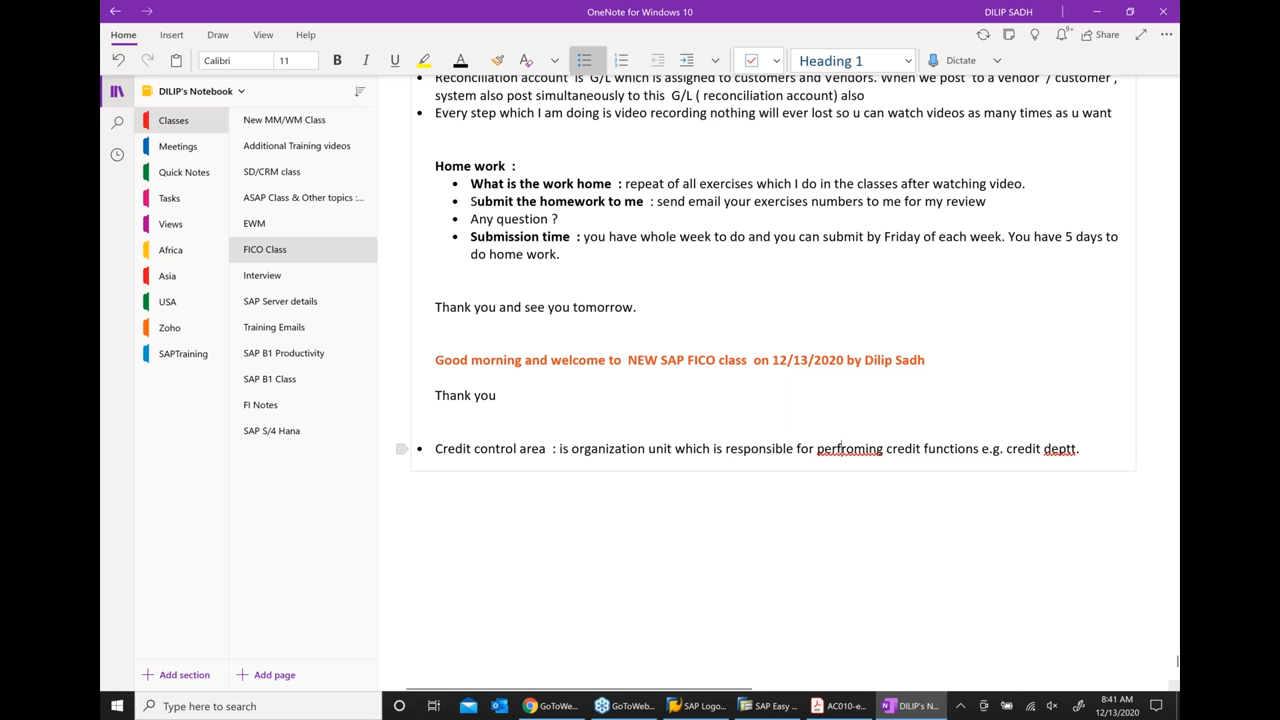 OneNote for Windows 10
DILIP SADH
Home Insert Draw View Help
9+
Share
Calibri 11 B I U A Heading 1 Dictate
DILIP's Notebook
Classes
Meetings
Quick Notes
Tasks
Views
Africa
Asia
USA
Zoho
SAPTraining
New MM/WM Class
Additional Training videos
SD/CRM class
ASAP Class & Other topics :...
EWM
FICO Class
Interview
SAP Server details
Training Emails
SAP B1 Productivity
SAP B1 Class
FI Notes
SAP S/4 Hana
• Reconciliation account is G/L which is assigned to customers and Vendors. When we post to a vendor / customer ,
system also post simultaneously to this G/L ( reconciliation account) also
• Every step which I am doing is video recording nothing will ever lost so u can watch videos as many times as u want
Home work :
• What is the work home : repeat of all exercises which I do in the classes after watching video.
• Submit the homework to me : send email your exercises numbers to me for my review
• Any question ?
• Submission time : you have whole week to do and you can submit by Friday of each week. You have 5 days to
do home work.
Thank you and see you tomorrow.
Good morning and welcome to NEW SAP FICO class on 12/13/2020 by Dilip Sadh
Thank you
• Credit control area : is organization unit which is responsible for perfroming credit functions e.g. credit deptt.
+ Add section + Add page
Type here to search
GoToWe...
GoToWeb...
SAP Logo...
SAP Easy ...
AC010-e...
DILIP's N...
8:41 AM
12/13/2020